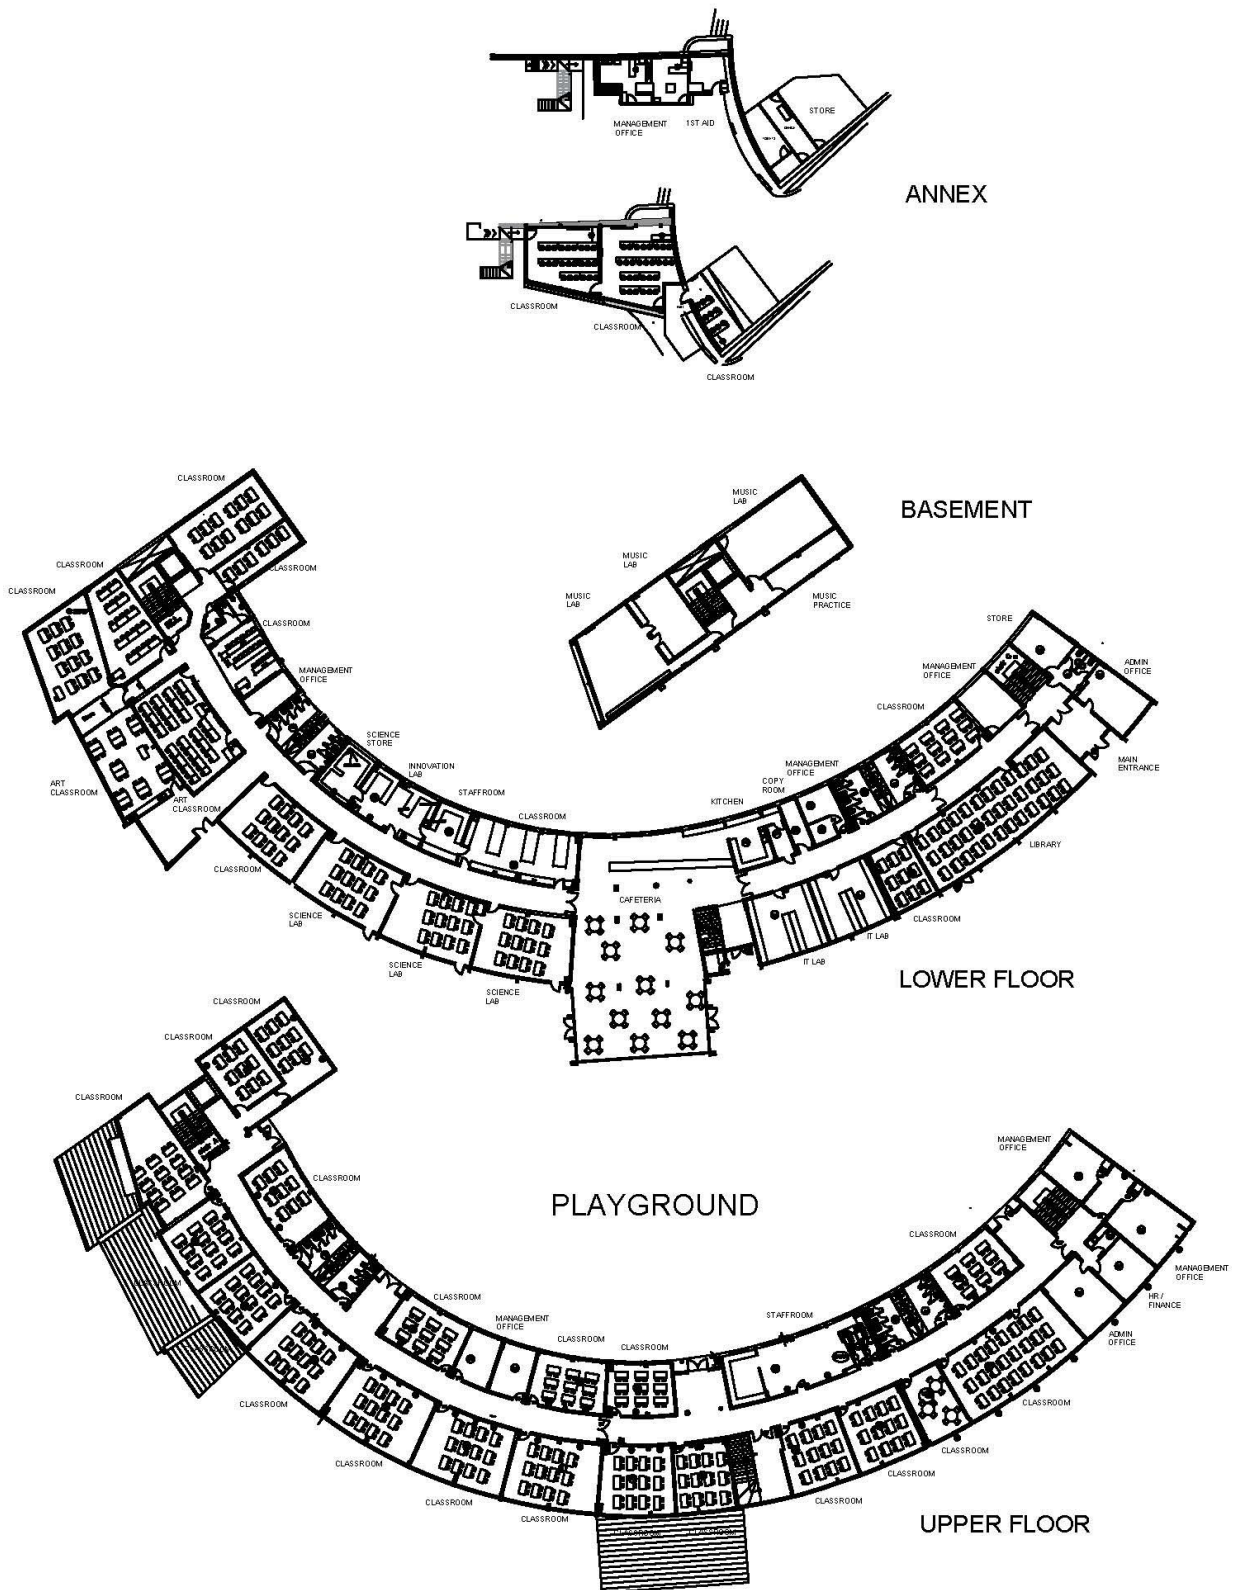 MANAGEMENT
OFFICE
1ST AID
STORE
ANNEX
CLASSROOM
CLASSROOM
CLASSROOM
CLASSROOM
CLASSROOM
CLASSROOM
CLASSROOM
CLASSROOM
MANAGEMENT
OFFICE
SCIENCE
STORE
INNOVATION
LAB
STAFFROOM
CLASSROOM
ART
CLASSROOM
ART
CLASSROOM
CLASSROOM
SCIENCE
LAB
SCIENCE
LAB
SCIENCE
LAB
CAFETERIA
KITCHEN
COPY
ROOM
MANAGEMENT
OFFICE
CLASSROOM
MANAGEMENT
OFFICE
STORE
ADMIN
OFFICE
MAIN
ENTRANCE
LIBRARY
CLASSROOM
IT LAB
IT LAB
LOWER FLOOR
MUSIC
LAB
MUSIC
LAB
MUSIC
LAB
MUSIC
PRACTICE
BASEMENT
CLASSROOM
CLASSROOM
CLASSROOM
CLASSROOM
PLAYGROUND
CLASSROOM
MANAGEMENT
OFFICE
CLASSROOM
CLASSROOM
STAFFROOM
CLASSROOM
MANAGEMENT
OFFICE
MANAGEMENT
OFFICE
HR /
FINANCE
ADMIN
OFFICE
CLASSROOM
CLASSROOM
CLASSROOM
CLASSROOM
CLASSROOM
CLASSROOM
CLASSROOM
CLASSROOM
CLASSROOM
CLASSROOM
CLASSROOM
UPPER FLOOR